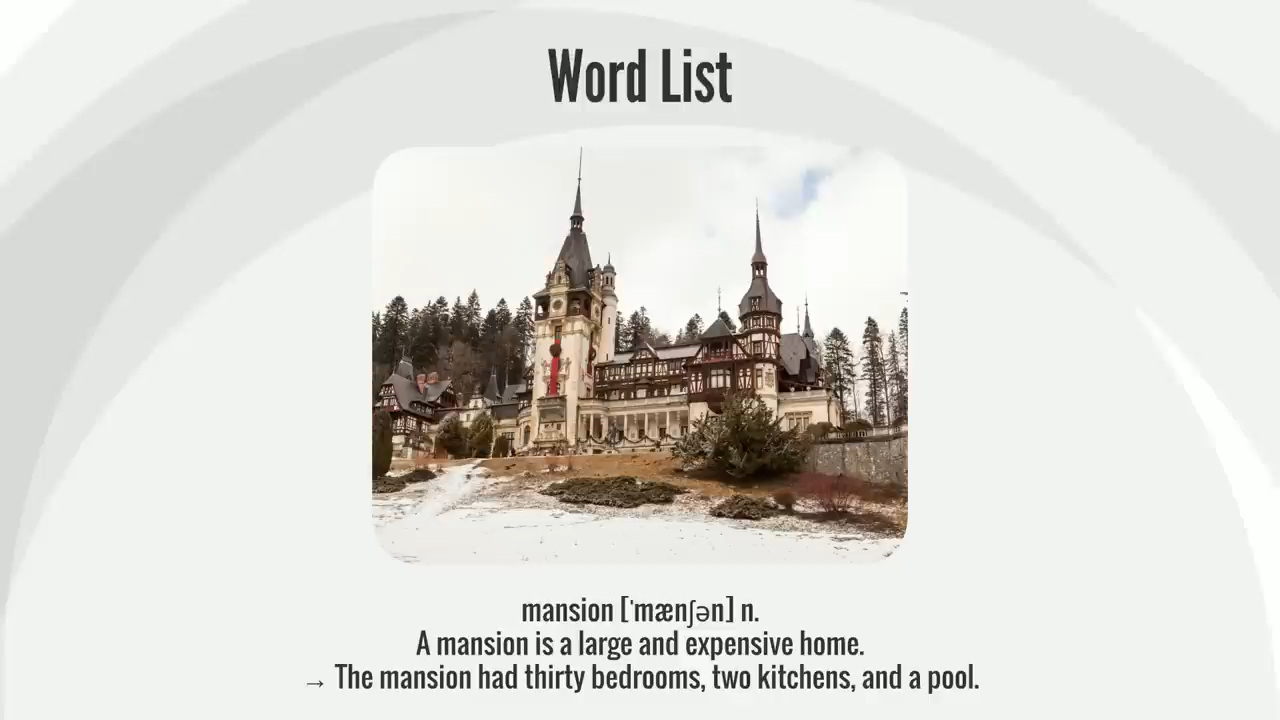 Word List
mansion [ˈmænʃən] n.
A mansion is a large and expensive home.
→ The mansion had thirty bedrooms, two kitchens, and a pool.